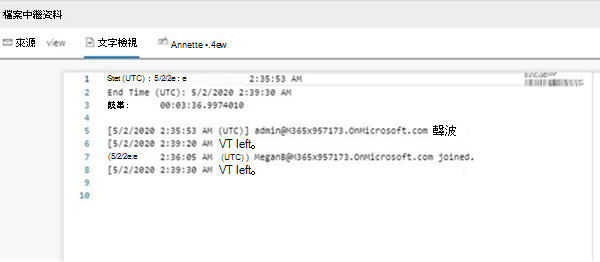 檔案中繼資料
來源 view 文字檢視 Annette •.4ew
1 Stet (UTC) : 5/2/2e : e 2:35:53 AM
2 End Time (UTC): 5/2/2020 2:39:30 AM
3 鼓掌： 00:03:36.9974010
4
5 [5/2/2020 2:35:53 AM (UTC)] admin@M365x957173.OnMicrosoft.com 聲波
6 [5/2/2020 2:39:20 AM VT left。
7 (5/2/2e:e 2:36:05 AM (UTC)) MeganB@M365x957173.OnMicrosoft.com joined.
8 [5/2/2020 2:39:30 AM VT left。
9
10